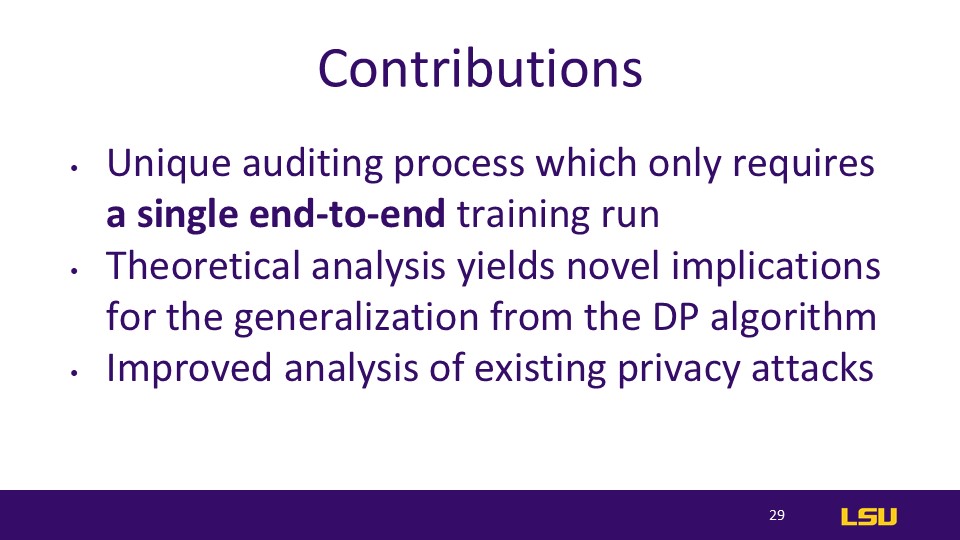 Contributions
• Unique auditing process which only requires
a single end-to-end training run
• Theoretical analysis yields novel implications
for the generalization from the DP algorithm
• Improved analysis of existing privacy attacks
29
LSU